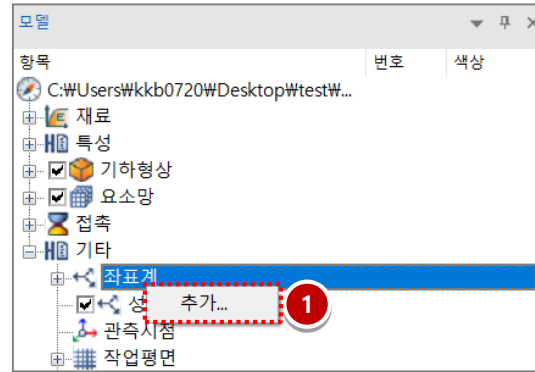 모델
항목 번호 색상
C:₩Users₩kkb0720₩Desktop₩test₩...
재료
특성
기하형상
요소망
접촉
기타
좌표계
성
추가...
1
관측시점
작업평면